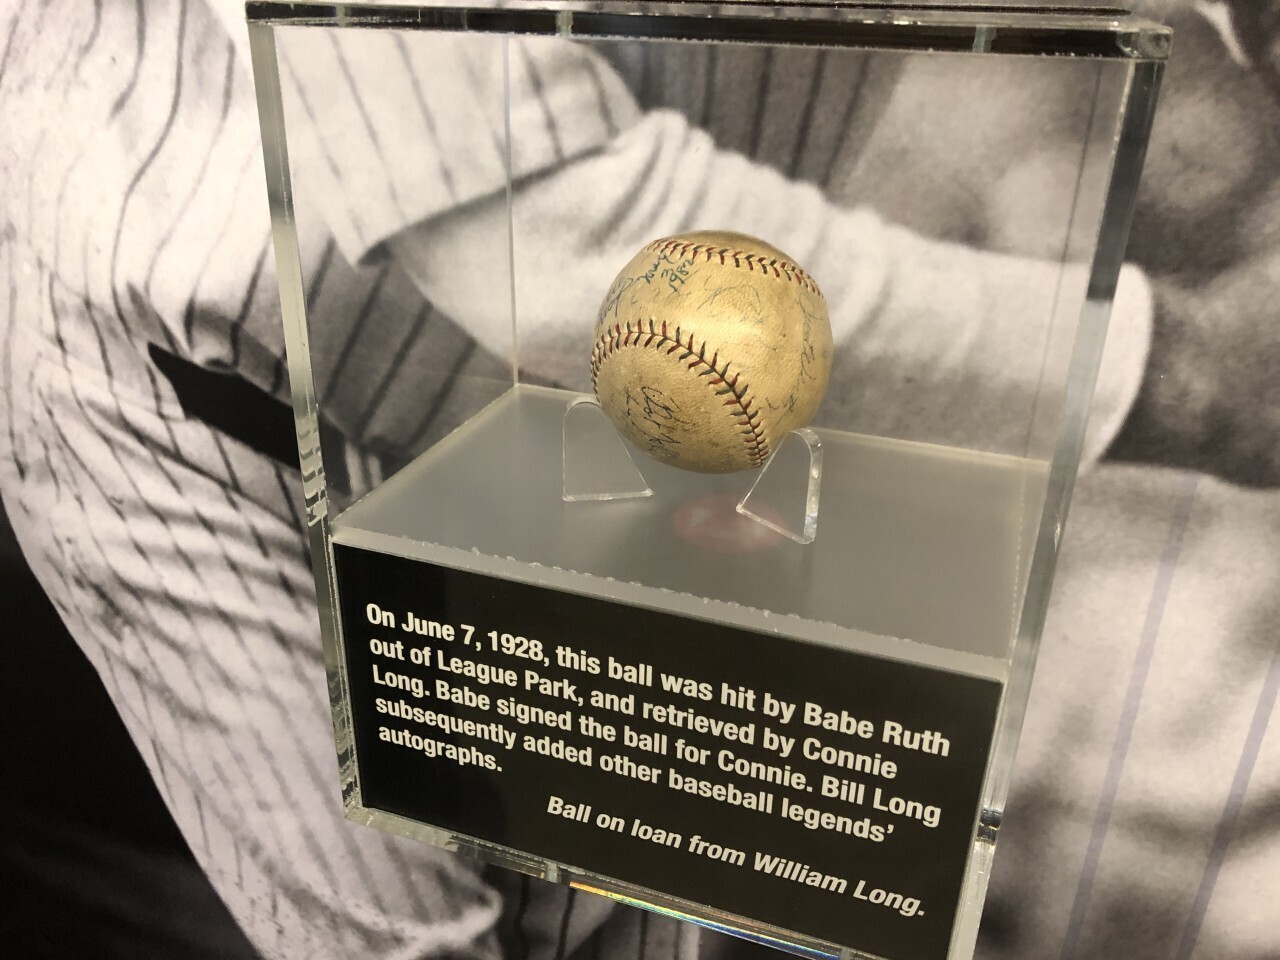 On June 7, 1928, this ball was hit by Babe Ruth
out of League Park, and retrieved by Connie
Long. Babe signed the ball for Connie. Bill Long
subsequently added other baseball legends'
autographs.
Ball on loan from William Long.